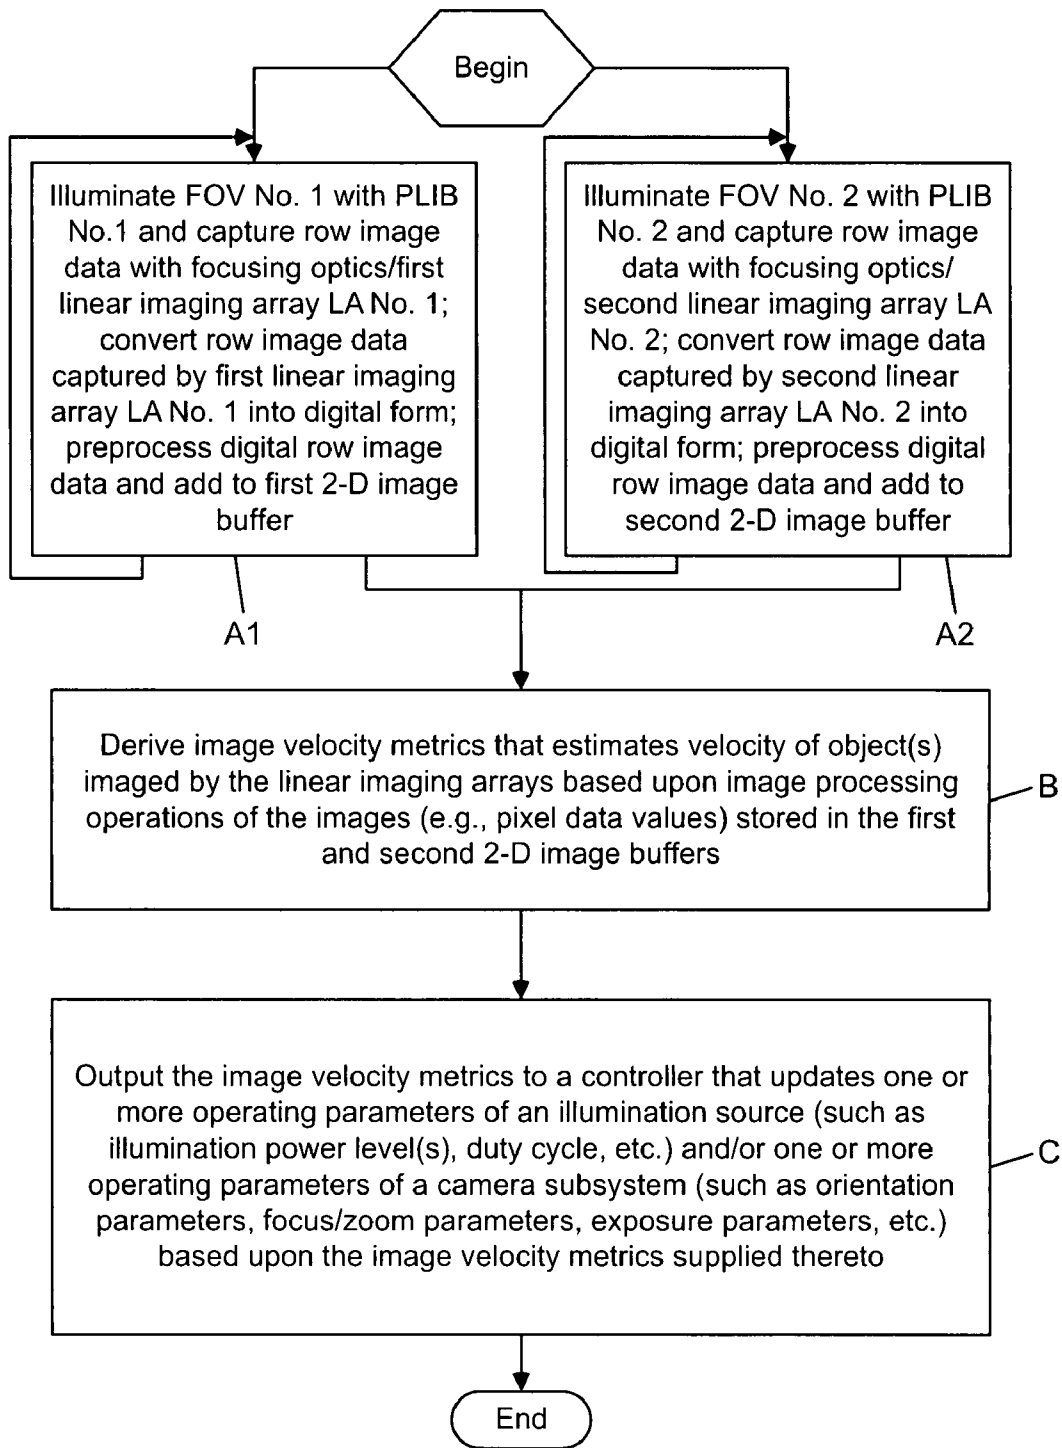 Begin
Illuminate FOV No. 1 with PLIB
No.1 and capture row image
data with focusing optics/first
linear imaging array LA No. 1;
convert row image data
captured by first linear imaging
array LA No. 1 into digital form;
preprocess digital row image
data and add to first 2-D image
buffer
A1
Illuminate FOV No. 2 with PLIB
No. 2 and capture row image
data with focusing optics/
second linear imaging array LA
No. 2; convert row image data
captured by second linear
imaging array LA No. 2 into
digital form; preprocess digital
row image data and add to
second 2-D image buffer
A2
Derive image velocity metrics that estimates velocity of object(s)
imaged by the linear imaging arrays based upon image processing
operations of the images (e.g., pixel data values) stored in the first
and second 2-D image buffers
B
Output the image velocity metrics to a controller that updates one or
more operating parameters of an illumination source (such as
illumination power level(s), duty cycle, etc.) and/or one or more
operating parameters of a camera subsystem (such as orientation
parameters, focus/zoom parameters, exposure parameters, etc.)
based upon the image velocity metrics supplied thereto
C
End